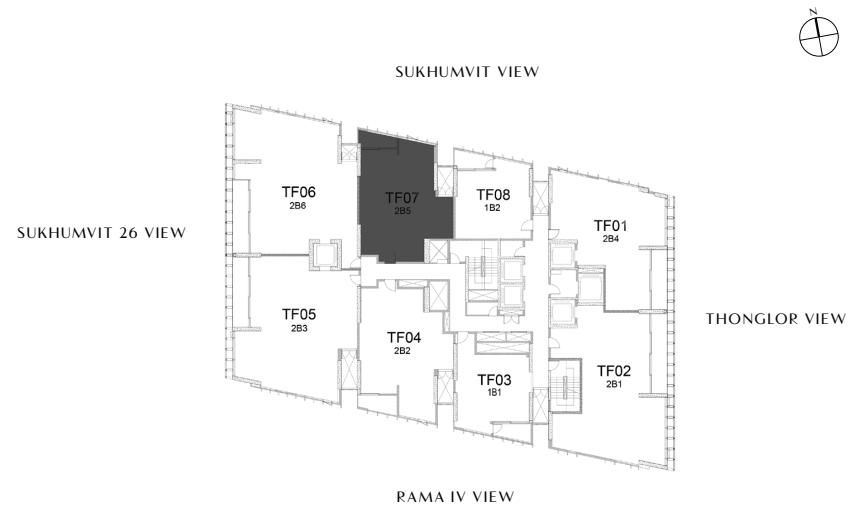 N
SUKHUMVIT VIEW
TF06
2B6
TF07
2B5
TF08
1B2
TF01
2B4
SUKHUMVIT 26 VIEW
TF05
2B3
TF04
2B2
THONGLOR VIEW
TF03
1B1
TF02
2B1
RAMA IV VIEW